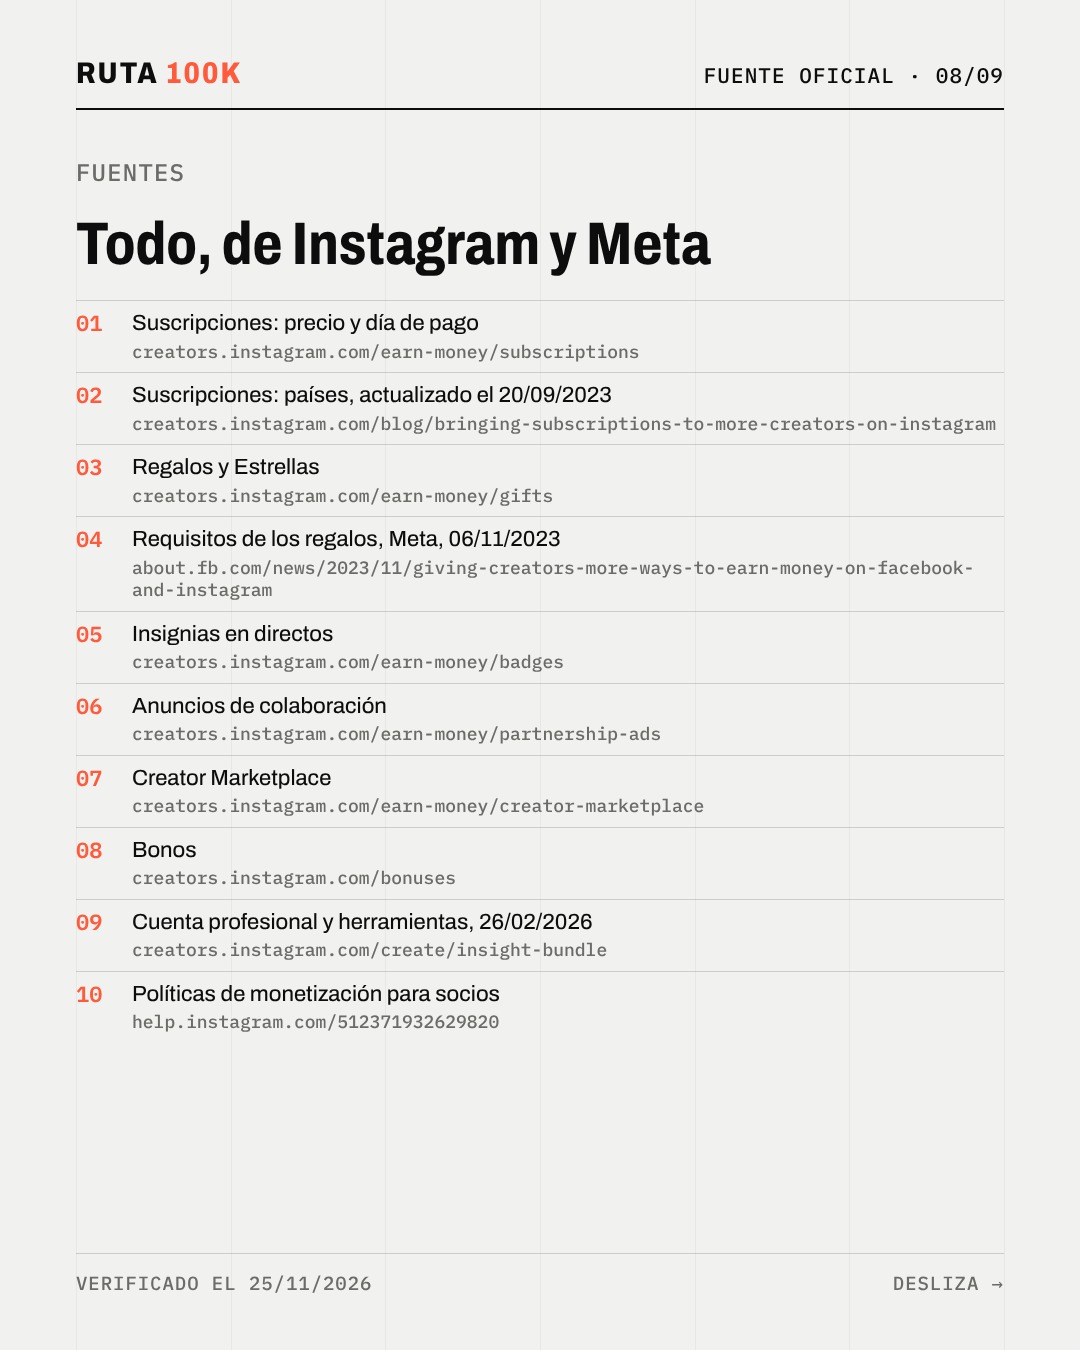 RUTA 100K
FUENTE OFICIAL · 08/09
FUENTES
Todo, de Instagram y Meta
01 Suscripciones: precio y día de pago
creators.instagram.com/earn-money/subscriptions
02 Suscripciones: países, actualizado el 20/09/2023
creators.instagram.com/blog/bringing-subscriptions-to-more-creators-on-instagram
03 Regalos y Estrellas
creators.instagram.com/earn-money/gifts
04 Requisitos de los regalos, Meta, 06/11/2023
about.fb.com/news/2023/11/giving-creators-more-ways-to-earn-money-on-facebook-
and-instagram
05 Insignias en directos
creators.instagram.com/earn-money/badges
06 Anuncios de colaboración
creators.instagram.com/earn-money/partnership-ads
07 Creator Marketplace
creators.instagram.com/earn-money/creator-marketplace
08 Bonos
creators.instagram.com/bonuses
09 Cuenta profesional y herramientas, 26/02/2026
creators.instagram.com/create/insight-bundle
10 Políticas de monetización para socios
help.instagram.com/512371932629820
VERIFICADO EL 25/11/2026
DESLIZA →